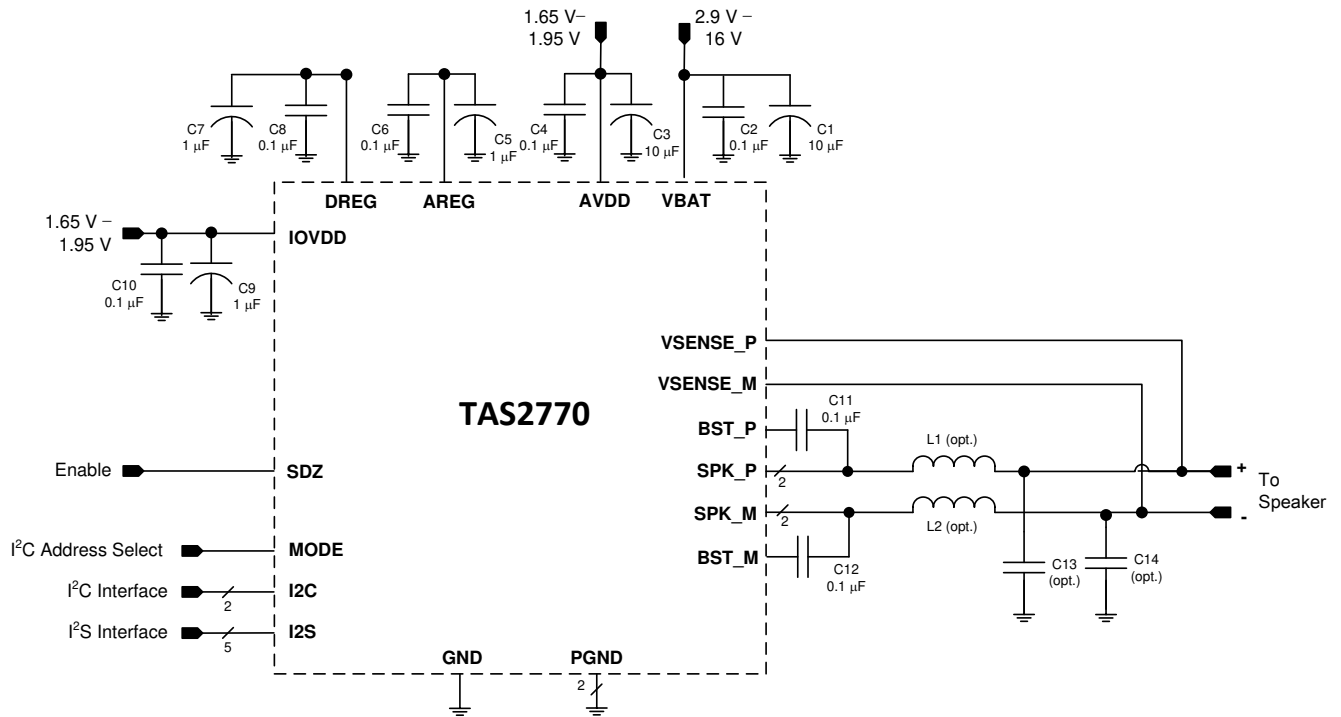 1.65 V–
1.95 V
2.9 V –
16 V
C7
1 μF
C8
0.1 μF
C6
0.1 μF
C5
1 μF
C4
0.1 μF
C3
10 μF
C2
0.1 μF
C1
10 μF
DREG
AREG
AVDD
VBAT
1.65 V –
1.95 V
IOVDD
C10
0.1 μF
C9
1 μF
VSENSE_P
VSENSE_M
TAS2770
C11
0.1 μF
BST_P
L1 (opt.)
Enable
SDZ
SPK_P
2
+
To
Speaker
SPK_M
2
L2 (opt.)
-
I²C Address Select
MODE
BST_M
C12
0.1 μF
C13
(opt.)
C14
(opt.)
I²C Interface
2
I2C
I²S Interface
5
I2S
GND
PGND
2